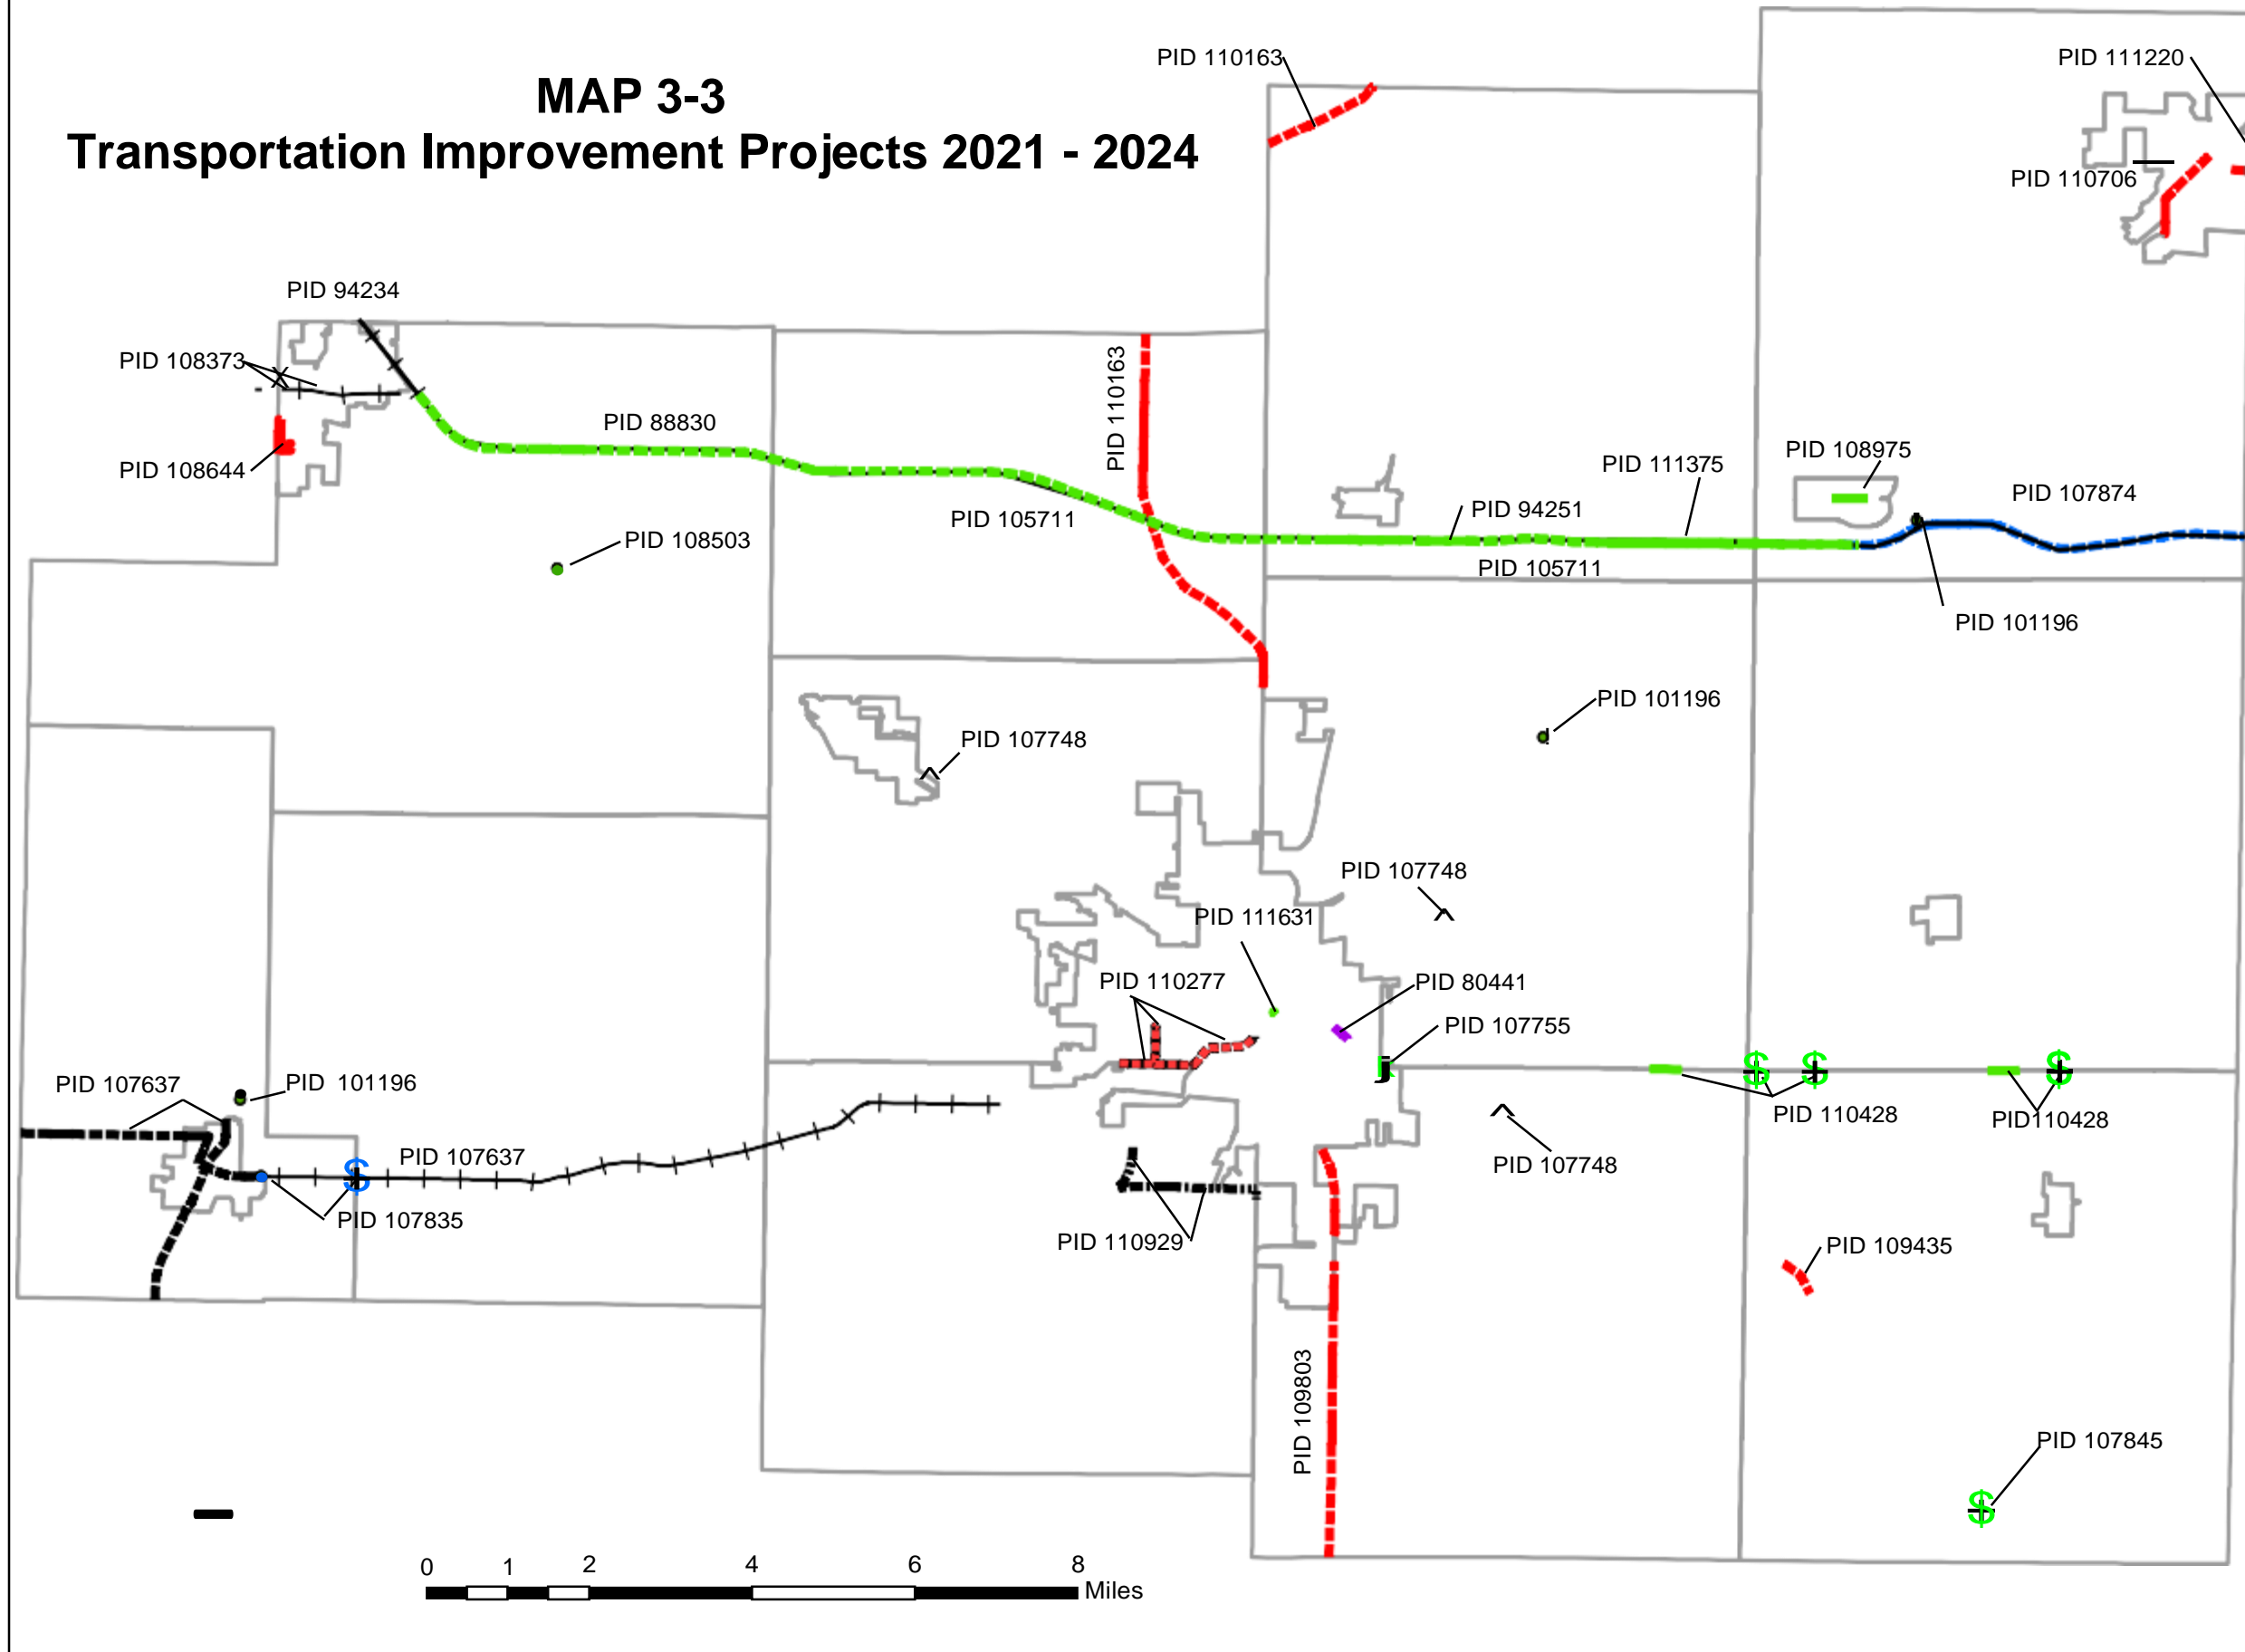 MAP 3-3
Transportation Improvement Projects 2021 - 2024
PID 110163
PID 111220
PID 110706
PID 94234
PID 108373
X
PID 108644
PID 88830
PID 110163
PID 105711
PID 94251
PID 111375
PID 105711
PID 108975
PID 107874
PID 101196
PID 108503
PID 101196
PID 107748
PID 107748
PID 111631
PID 110277
PID 80441
PID 107755
PID 107637
PID  101196
PID 107637
PID 107835
PID 110929
PID 107748
PID 110428
PID110428
PID 109435
PID 109803
PID 107845
0 1 2 4 6 8
Miles